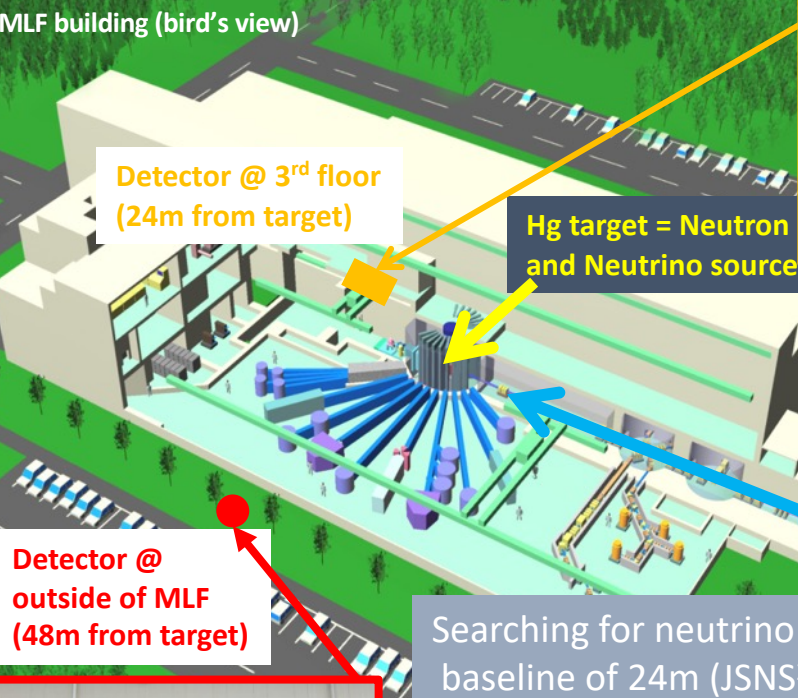 MLF building (bird's view)
Detector @ 3rd floor
(24m from target)
Hg target = Neutron
and Neutrino source
Detector @
outside of MLF
(48m from target)
Searching for neutrino
baseline of 24m (JSNS